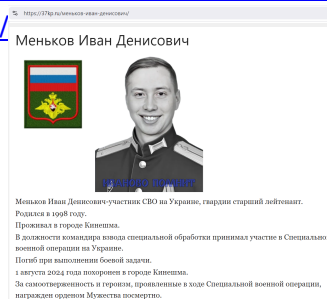 https://37kp.ru/меньков-иван-денисович/
Меньков Иван Денисович
Меньков Иван Денисович-участник СВО на Украине, гвардии старший лейтенант.
Родился в 1998 году.
Проживал в городе Кинешма.
В должности командира взвода специальной обработки принимал участие в Специально
военной операции на Украине.
Погиб при выполнении боевой задачи.
1 августа 2024 года похоронен в городе Кинешма.
За самоотверженность и героизм, проявленные в ходе Специальной военной операции,
награжден орденом Мужества посмертно.